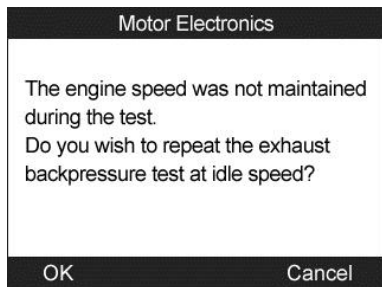 Motor Electronics
The engine speed was not maintained
during the test.
Do you wish to repeat the exhaust
backpressure test at idle speed?
OK
Cancel